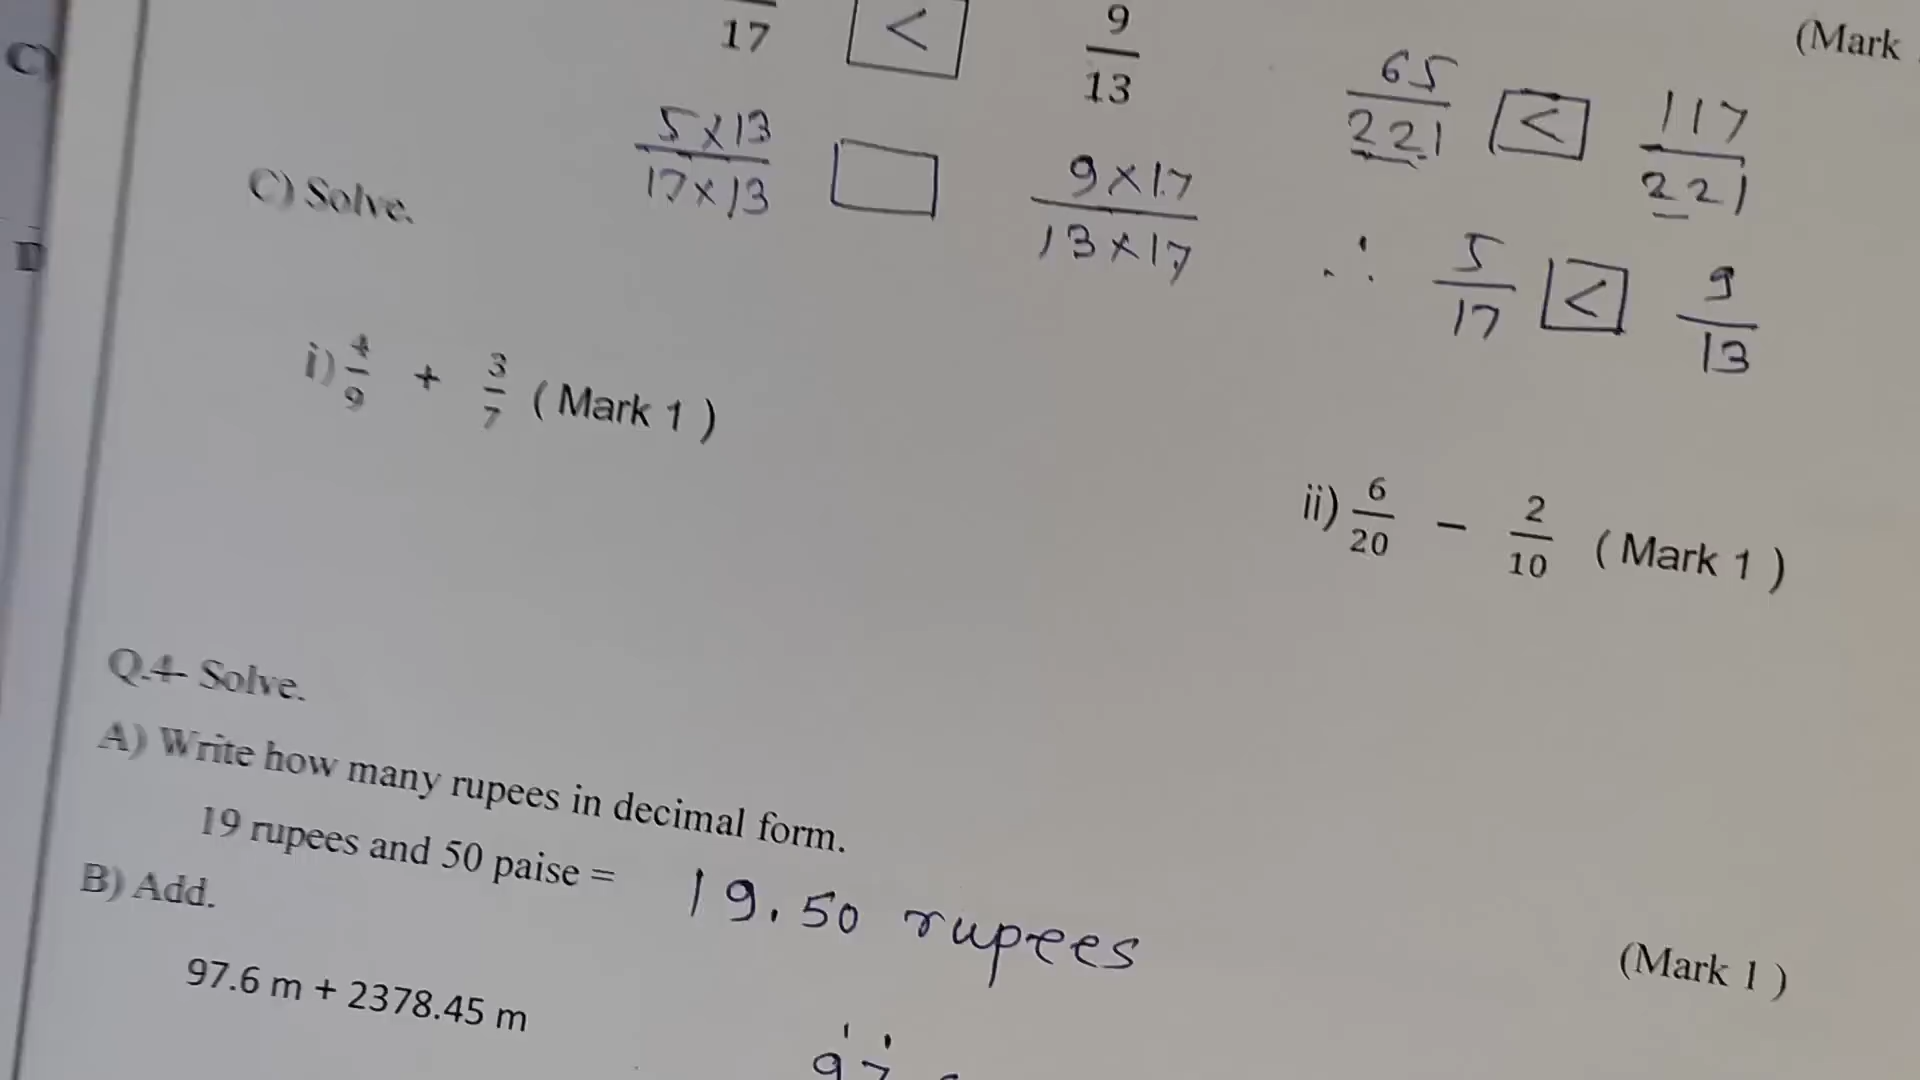 C)
17 < 9/13
(Mark
65/221 < 117/221
5×13/17×13 □ 9×17/13×17
C) Solve.
∴ 5/17 < 9/13
i) 4/9 + 3/7 ( Mark 1 )
ii) 6/20 − 2/10 ( Mark 1 )
Q.4- Solve.
A) Write how many rupees in decimal form.
19 rupees and 50 paise = 19.50 rupees
B) Add.
(Mark 1 )
97.6 m + 2378.45 m
97